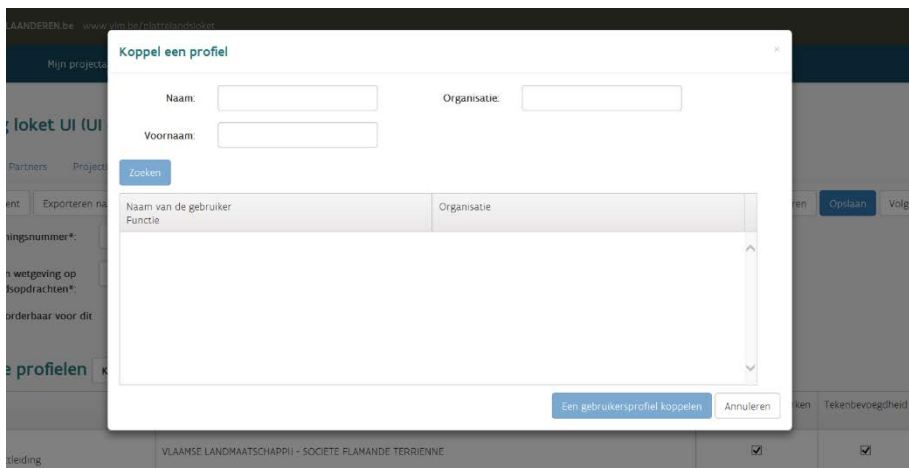 LAANDEREN.be www.vlm.be/plattelandsloket
Mijn projecta
Koppel een profiel ×
Naam: Organisatie:
Voornaam:
Zoeken
Naam van de gebruiker Organisatie
Functie
Een gebruikersprofiel koppelen Annuleren
g loket UI (UI
Partners Project
ent Exporteren na ren Opslaan Volg
ningsnummer*:
n wetgeving op
dsopdrachten*:
orderbaar voor dit
e profielen K
ken Tekenbevoegdheid
VLAAMSE LANDMAATSCHAPPIJ - SOCIETE FLAMANDE TERRIENNE
tleiding